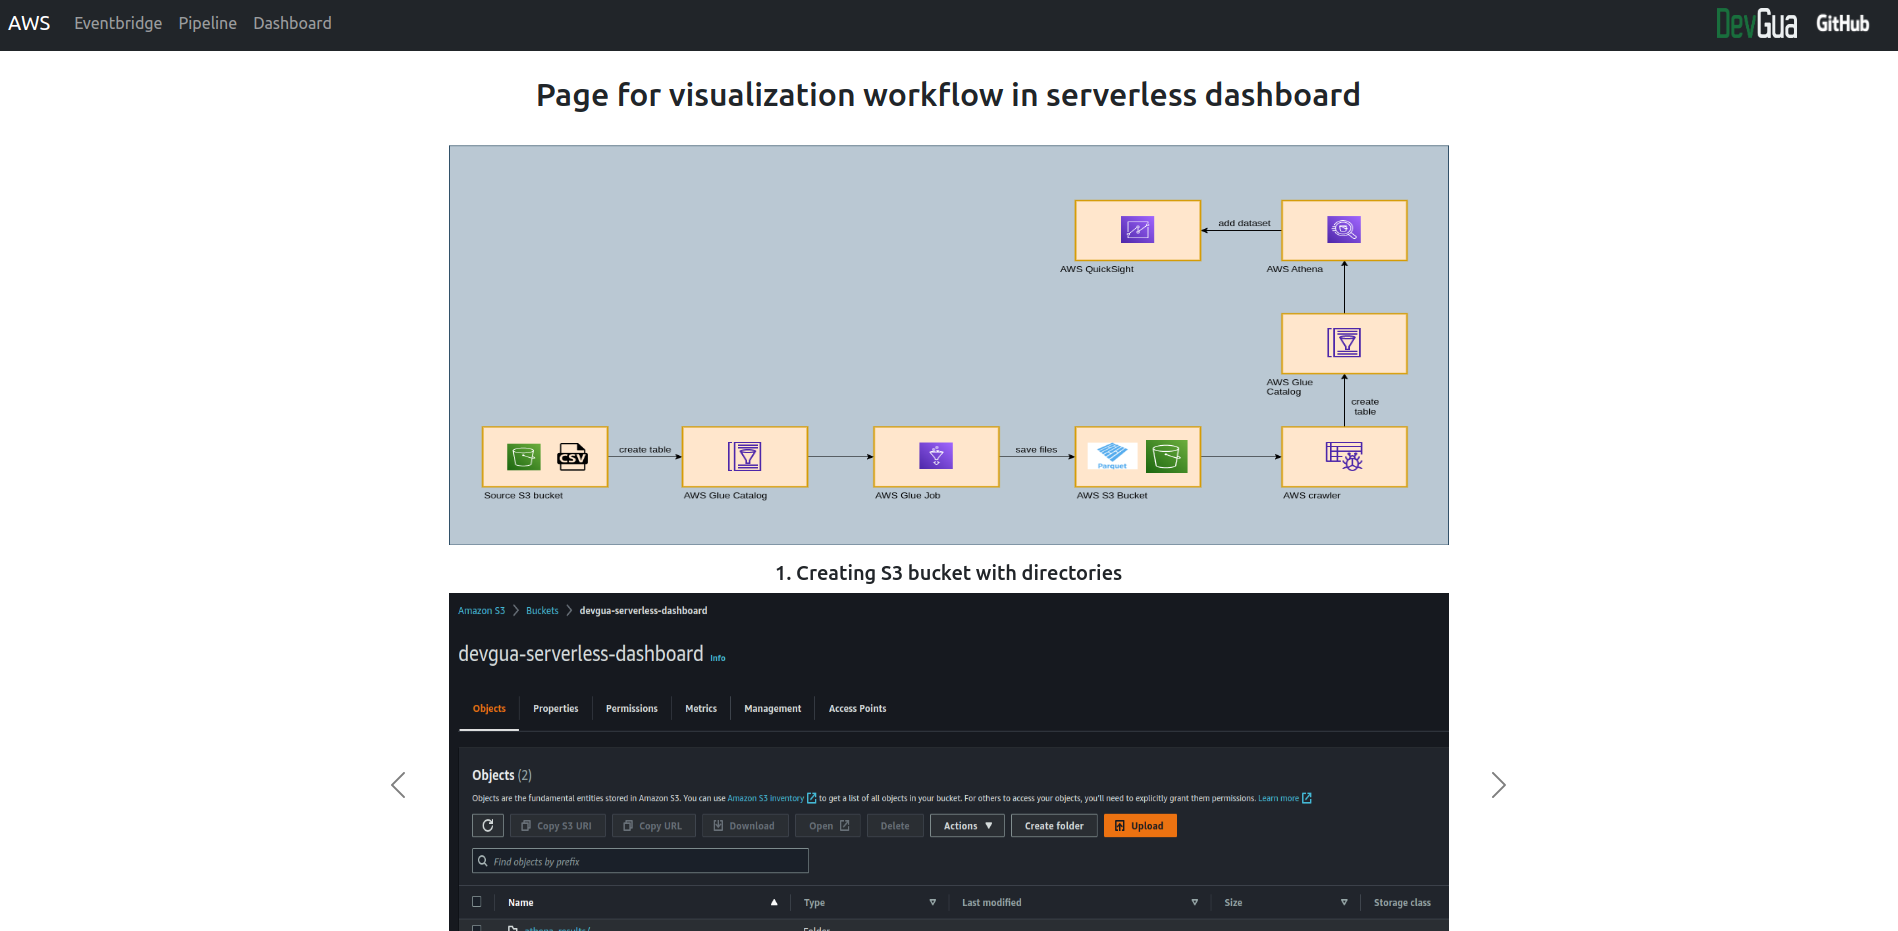 AWS Eventbridge Pipeline Dashboard DevGua GitHub
Page for visualization workflow in serverless dashboard
add dataset
AWS QuickSight
AWS Athena
AWS Glue
Catalog
create
table
create table
save files
CSV
Parquet
Source S3 bucket
AWS Glue Catalog
AWS Glue Job
AWS S3 Bucket
AWS crawler
1. Creating S3 bucket with directories
Amazon S3 Buckets devgua-serverless-dashboard
devgua-serverless-dashboard Info
Objects Properties Permissions Metrics Management Access Points
Objects (2)
Objects are the fundamental entities stored in Amazon S3. You can use Amazon S3 Inventory to get a list of all objects in your bucket. For others to access your objects, you'll need to explicitly grant them permissions. Learn more
Copy S3 URI Copy URL Download Open Delete Actions Create folder Upload
Find objects by prefix
Name Type Last modified Size Storage class
athena-results/ Folder